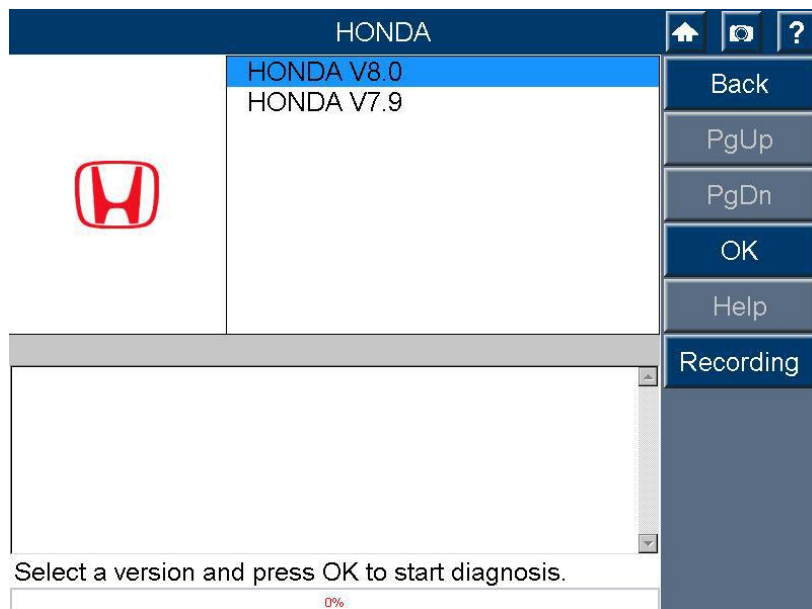 HONDA
?
HONDA V8.0
HONDA V7.9
Back
PgUp
PgDn
OK
Help
Recording
Select a version and press OK to start diagnosis.
0%